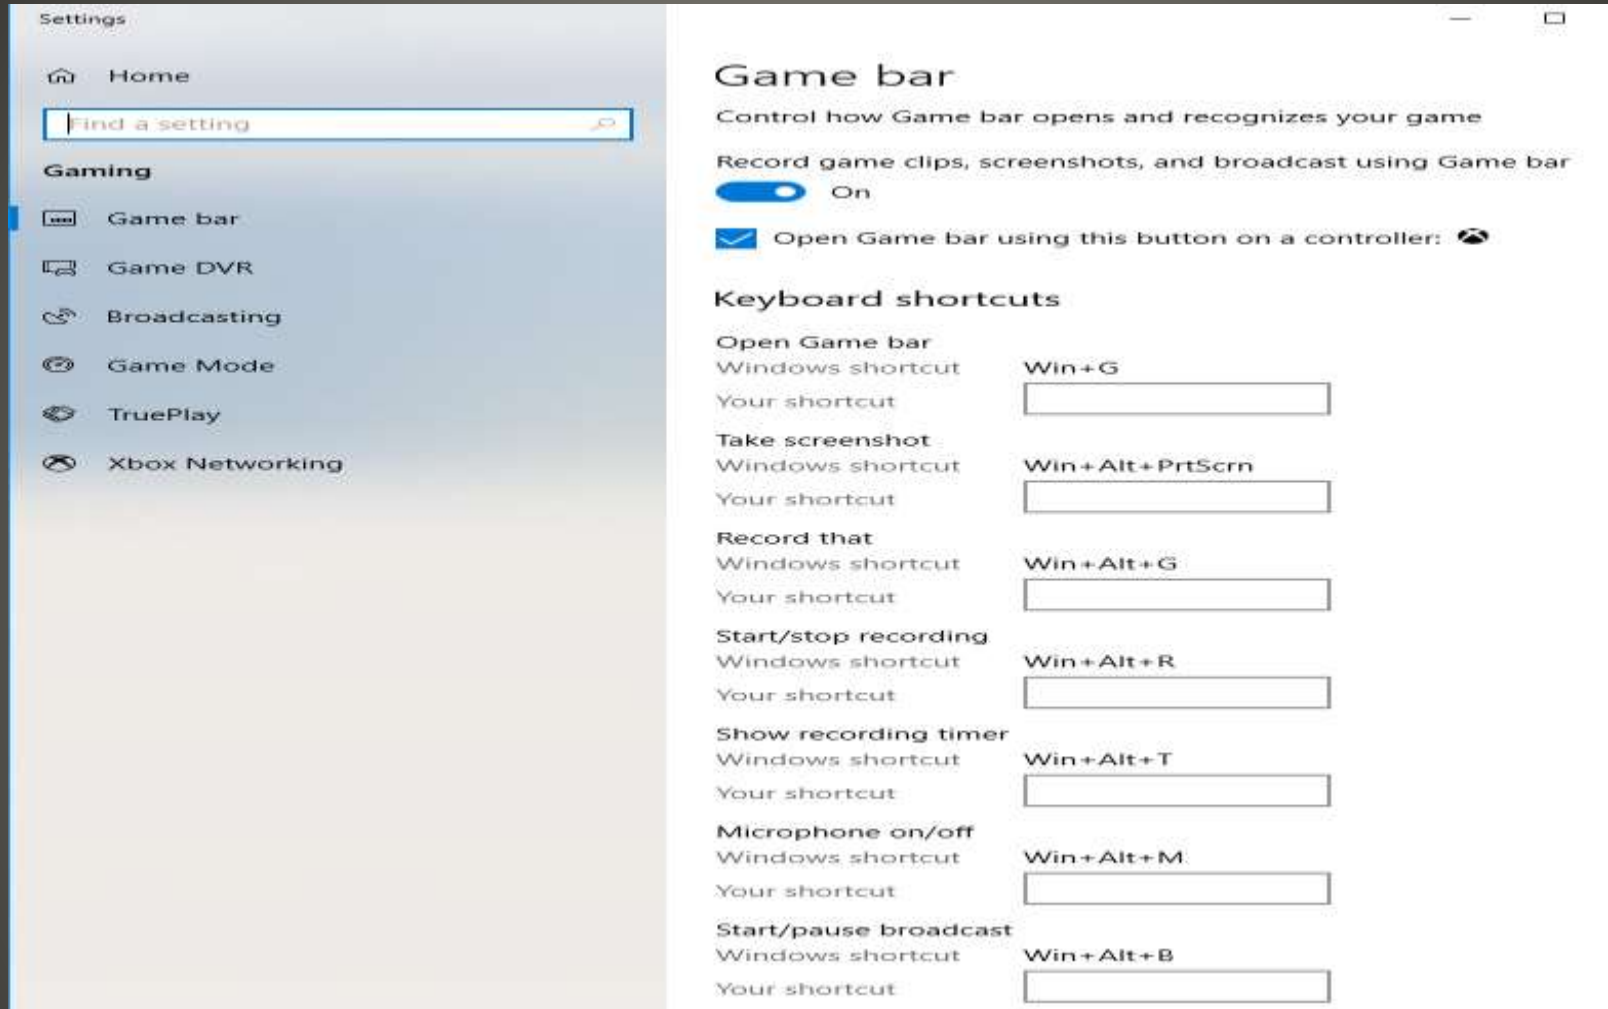 Settings
Home
Find a setting
Gaming
Game bar
Game DVR
Broadcasting
Game Mode
TruePlay
Xbox Networking
Game bar
Control how Game bar opens and recognizes your game
Record game clips, screenshots, and broadcast using Game bar
On
Open Game bar using this button on a controller:
Keyboard shortcuts
Open Game bar
Windows shortcut Win+G
Your shortcut
Take screenshot
Windows shortcut Win+Alt+PrtScrn
Your shortcut
Record that
Windows shortcut Win+Alt+G
Your shortcut
Start/stop recording
Windows shortcut Win+Alt+R
Your shortcut
Show recording timer
Windows shortcut Win+Alt+T
Your shortcut
Microphone on/off
Windows shortcut Win+Alt+M
Your shortcut
Start/pause broadcast
Windows shortcut Win+Alt+B
Your shortcut